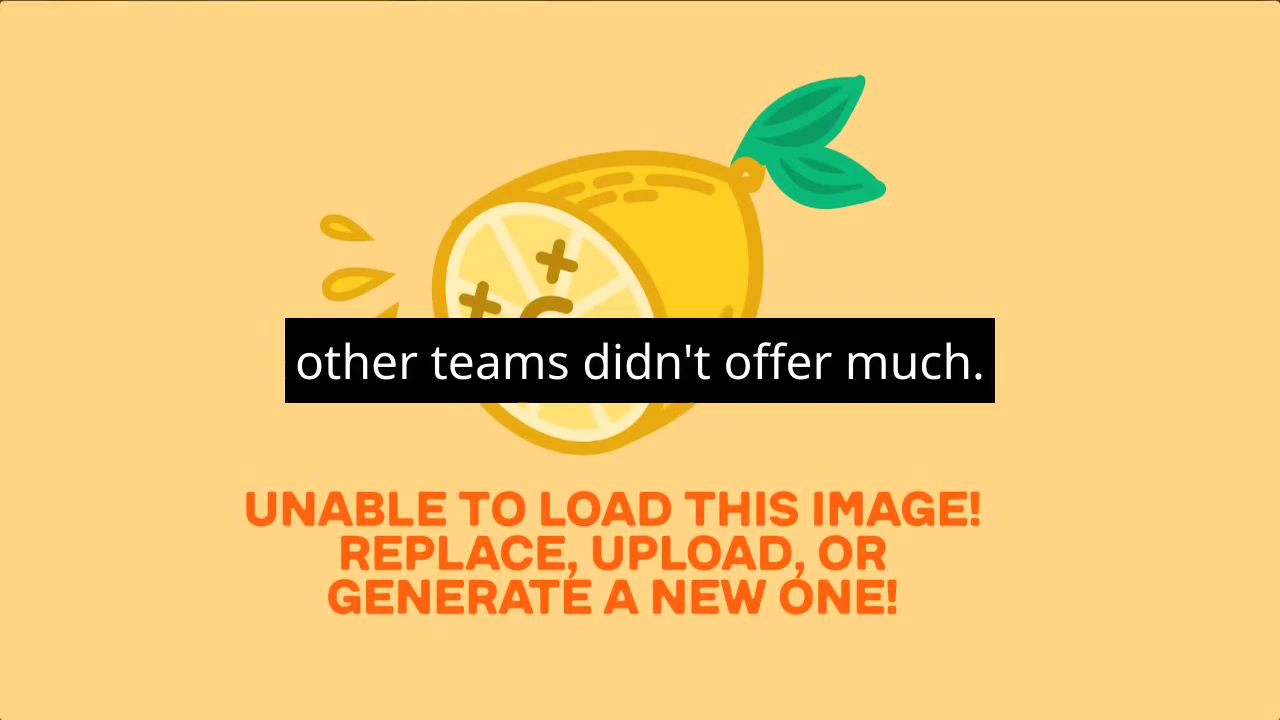 other teams didn't offer much.
UNABLE TO LOAD THIS IMAGE!
REPLACE, UPLOAD, OR
GENERATE A NEW ONE!